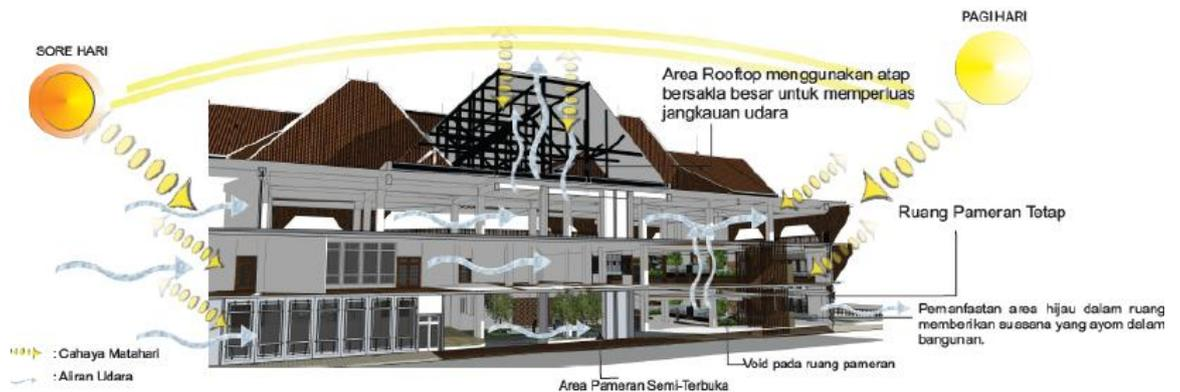 PAGI HARI
SORE HARI
Area Rooftop menggunakan atap
bersakla besar untuk memperluas
jangkauan udara
Ruang Pameran Tetap
Pemanfaatan area hijau dalam ruang
memberikan suasana yang ayom dalam
bangunan.
: Cahaya Matahari
: Aliran Udara
Void pada ruang pameran
Area Pameran Semi-Terbuka